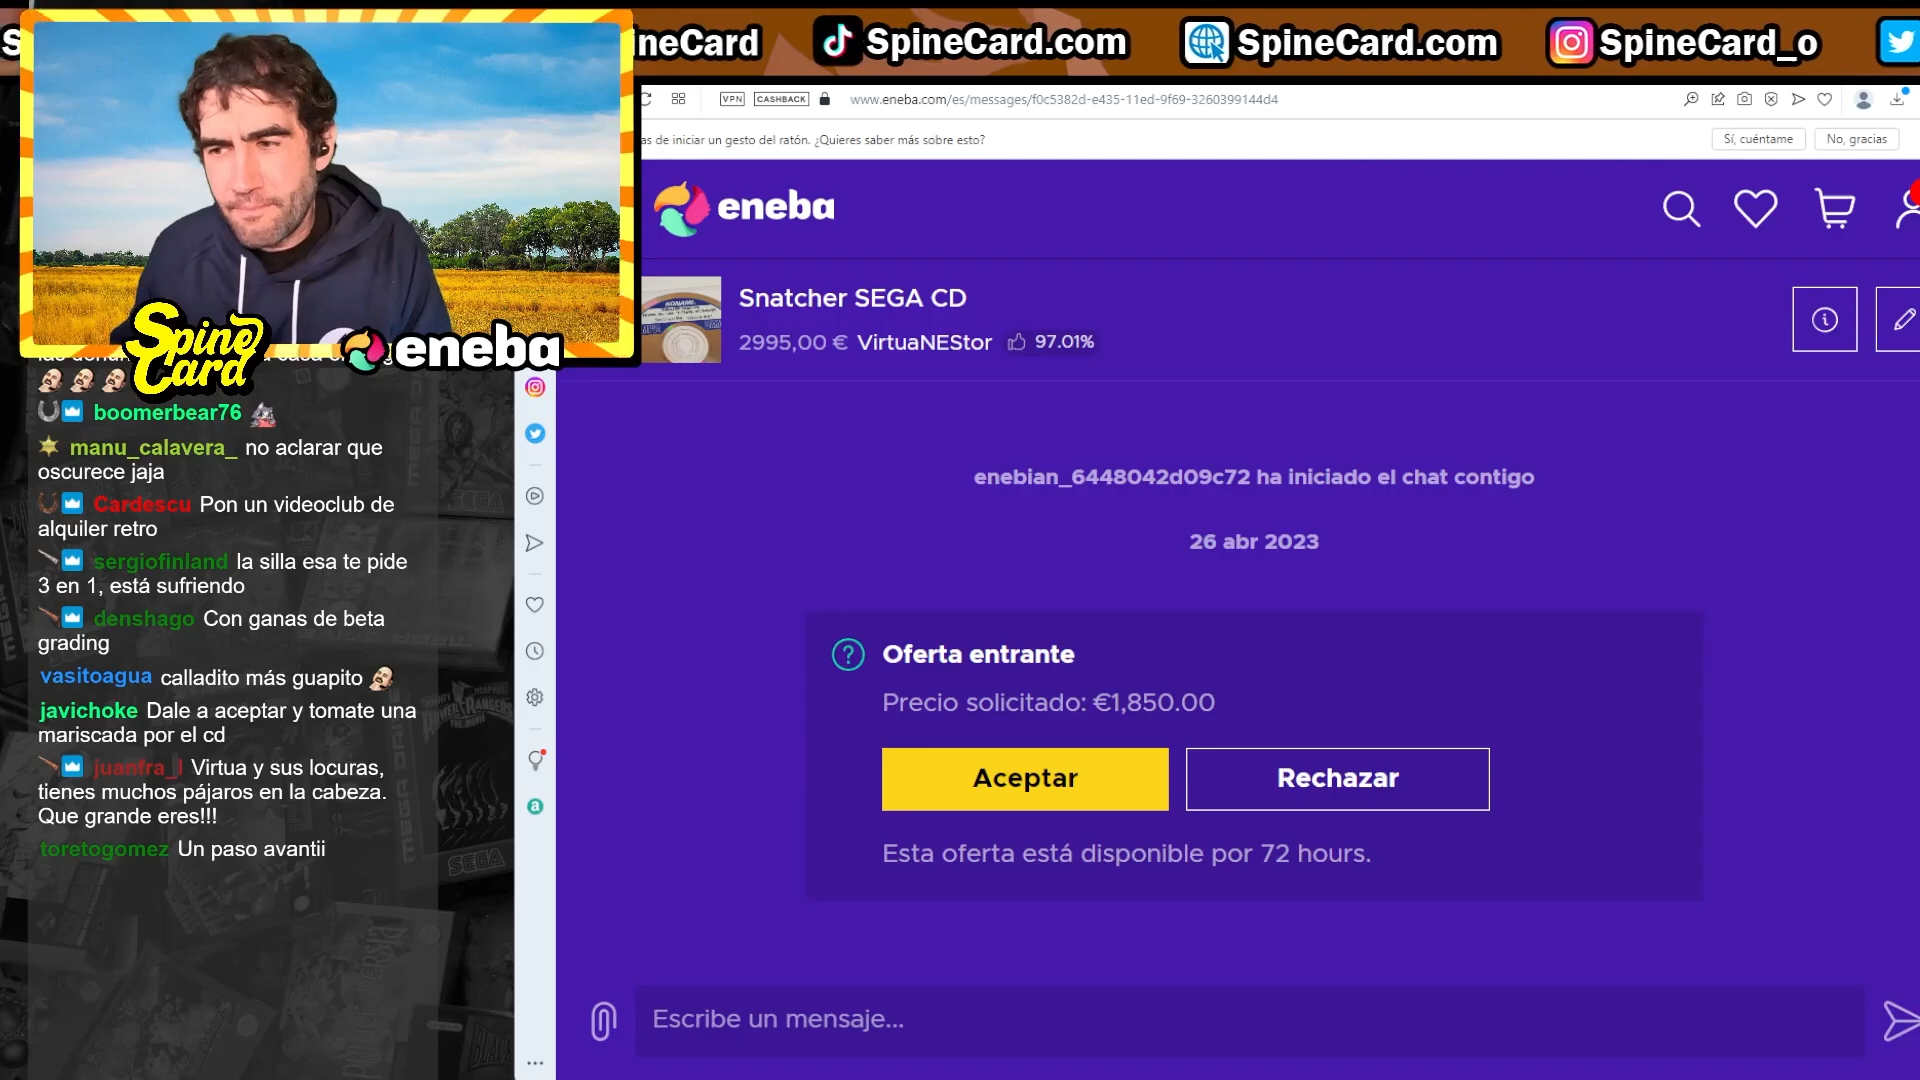 S
ineCard
SpineCard.com
SpineCard.com
SpineCard_o
VPN
CASHBACK
www.eneba.com/es/messages/f0c5382d-e435-11ed-9f69-3260399144d4
as de iniciar un gesto del ratón. ¿Quieres saber más sobre esto?
Sí, cuéntame
No, gracias
eneba
Snatcher SEGA CD
2995,00 € VirtuaNEStor 97.01%
KONAMI
Spine
Card
eneba
boomerbear76
manu_calavera_ no aclarar que
oscurece jaja
Cardescu Pon un videoclub de
alquiler retro
sergiofinland la silla esa te pide
3 en 1, está sufriendo
denshago Con ganas de beta
grading
vasitoagua calladito más guapito
javichoke Dale a aceptar y tomate una
mariscada por el cd
juanfra_l Virtua y sus locuras,
tienes muchos pájaros en la cabeza.
Que grande eres!!!
toretogomez Un paso avantii
enebian_6448042d09c72 ha iniciado el chat contigo
26 abr 2023
Oferta entrante
Precio solicitado: €1,850.00
Aceptar
Rechazar
Esta oferta está disponible por 72 hours.
Escribe un mensaje...